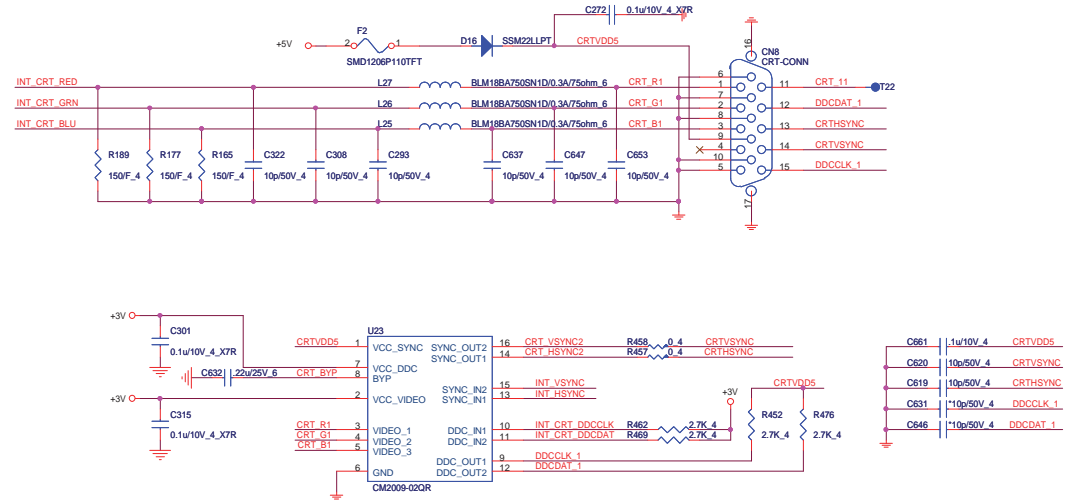 C272 0.1u/10V_4_X7R
F2
+5V 2 1 D16 SSM22LLPT CRTVDD5
SMD1206P110TFT
16
CN8
CRT-CONN
INT_CRT_RED L27 BLM18BA750SN1D/0.3A/75ohm_6 CRT_R1
INT_CRT_GRN L26 BLM18BA750SN1D/0.3A/75ohm_6 CRT_G1
INT_CRT_BLU L25 BLM18BA750SN1D/0.3A/75ohm_6 CRT_B1
6
1
7
2
8
3
9
4
10
5
11 CRT_11 T22
12 DDCDAT_1
13 CRTHSYNC
14 CRTVSYNC
15 DDCCLK_1
17
R189 R177 R165 C322 C308 C293 C637 C647 C653
150/F_4 150/F_4 150/F_4 10p/50V_4 10p/50V_4 10p/50V_4 10p/50V_4 10p/50V_4 10p/50V_4
+3V
C301
0.1u/10V_4_X7R
C632 .22u/25V_6 CRT_BYP
+3V
C315
0.1u/10V_4_X7R
U23
CRTVDD5 1 VCC_SYNC
7 VCC_DDC
8 BYP
2 VCC_VIDEO
CRT_R1 3 VIDEO_1
CRT_G1 4 VIDEO_2
CRT_B1 5 VIDEO_3
6 GND
CM2009-02QR
SYNC_OUT2 16 CRT_VSYNC2 R458 0_4 CRTVSYNC
SYNC_OUT1 14 CRT_HSYNC2 R457 0_4 CRTHSYNC
SYNC_IN2 15 INT_VSYNC
SYNC_IN1 13 INT_HSYNC
+3V CRTVDD5
DDC_IN1 10 INT_CRT_DDCCLK R462 2.7K_4
DDC_IN2 11 INT_CRT_DDCDAT R469 2.7K_4
R452 R476
2.7K_4 2.7K_4
DDC_OUT1 9 DDCCLK_1
DDC_OUT2 12 DDCDAT_1
C661 .1u/10V_4 CRTVDD5
C620 10p/50V_4 CRTVSYNC
C619 10p/50V_4 CRTHSYNC
C631 *10p/50V_4 DDCCLK_1
C646 *10p/50V_4 DDCDAT_1